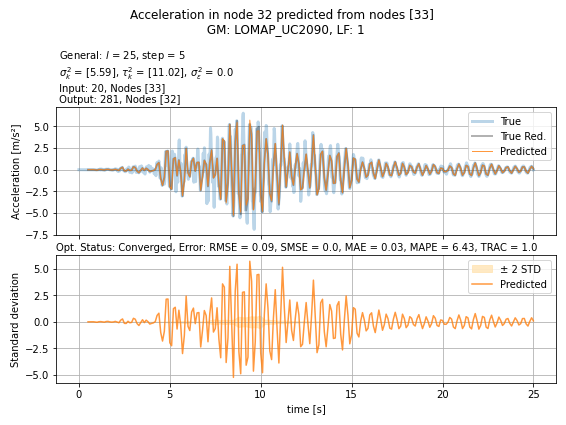 Acceleration in node 32 predicted from nodes [33]
GM: LOMAP_UC2090, LF: 1
General: l = 25, step = 5
σ²ₖ = [5.59], τ²ₖ = [11.02], σ²ε = 0.0
Input: 20, Nodes [33]
Output: 281, Nodes [32]
Acceleration [m/s²]
5.0
2.5
0.0
−2.5
−5.0
−7.5
True
True Red.
Predicted
Opt. Status: Converged, Error: RMSE = 0.09, SMSE = 0.0, MAE = 0.03, MAPE = 6.43, TRAC = 1.0
Standard deviation
5.0
2.5
0.0
−2.5
−5.0
± 2 STD
Predicted
0 5 10 15 20 25
time [s]